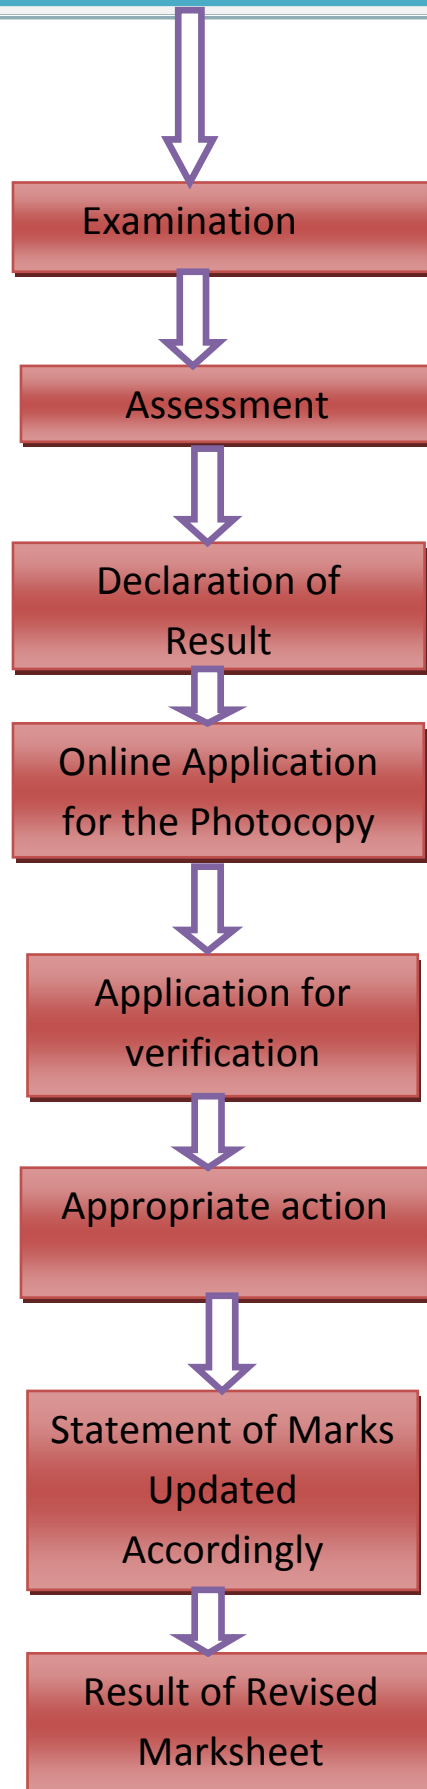 Examination
Assessment
Declaration of
Result
Online Application
for the Photocopy
Application for
verification
Appropriate action
Statement of Marks
Updated
Accordingly
Result of Revised
Marksheet